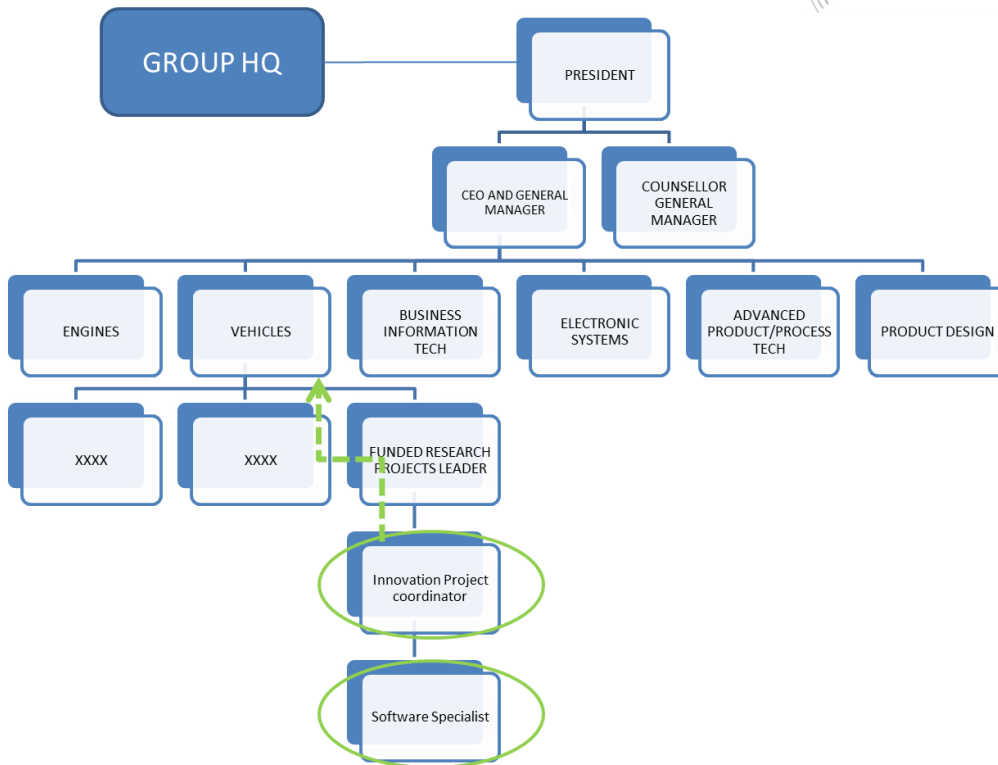 GROUP HQ
PRESIDENT
CEO AND GENERAL
MANAGER
COUNSELLOR
GENERAL
MANAGER
ENGINES
VEHICLES
BUSINESS
INFORMATION
TECH
ELECTRONIC
SYSTEMS
ADVANCED
PRODUCT/PROCESS
TECH
PRODUCT DESIGN
XXXX
XXXX
FUNDED RESEARCH
PROJECTS LEADER
Innovation Project
coordinator
Software Specialist